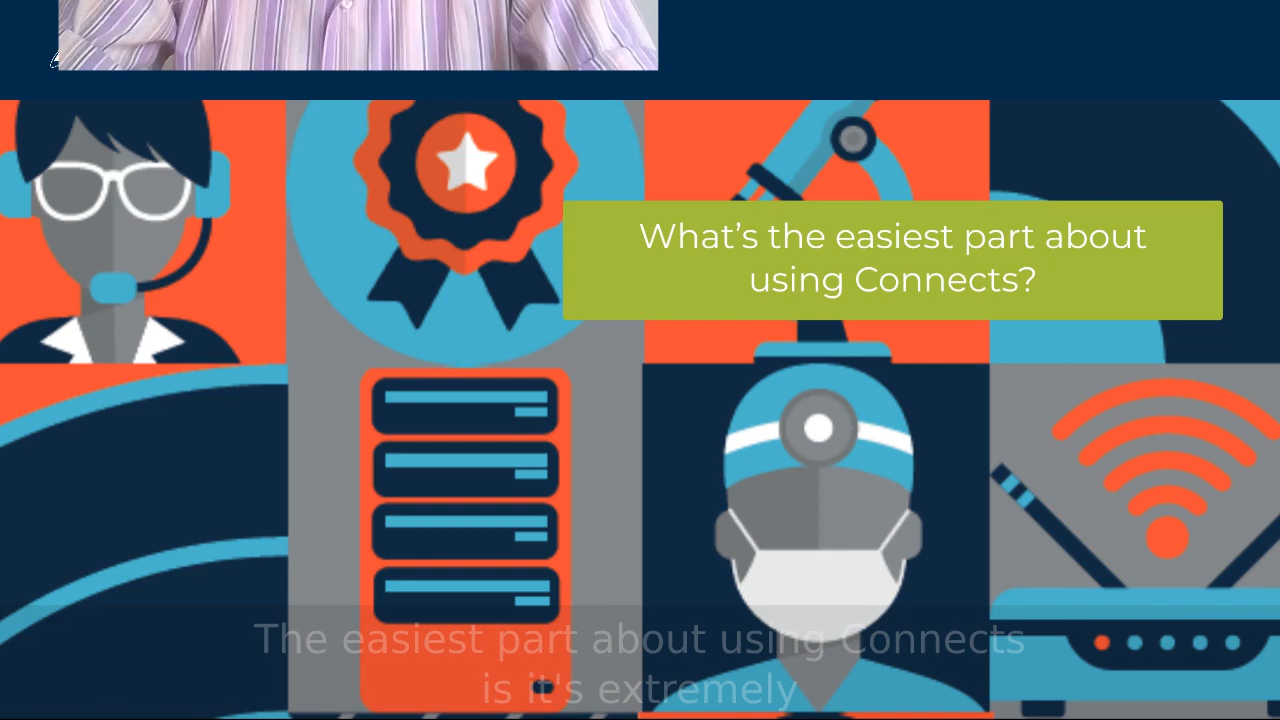 What’s the easiest part about
using Connects?
The easiest part about using Connects
is it's extremely